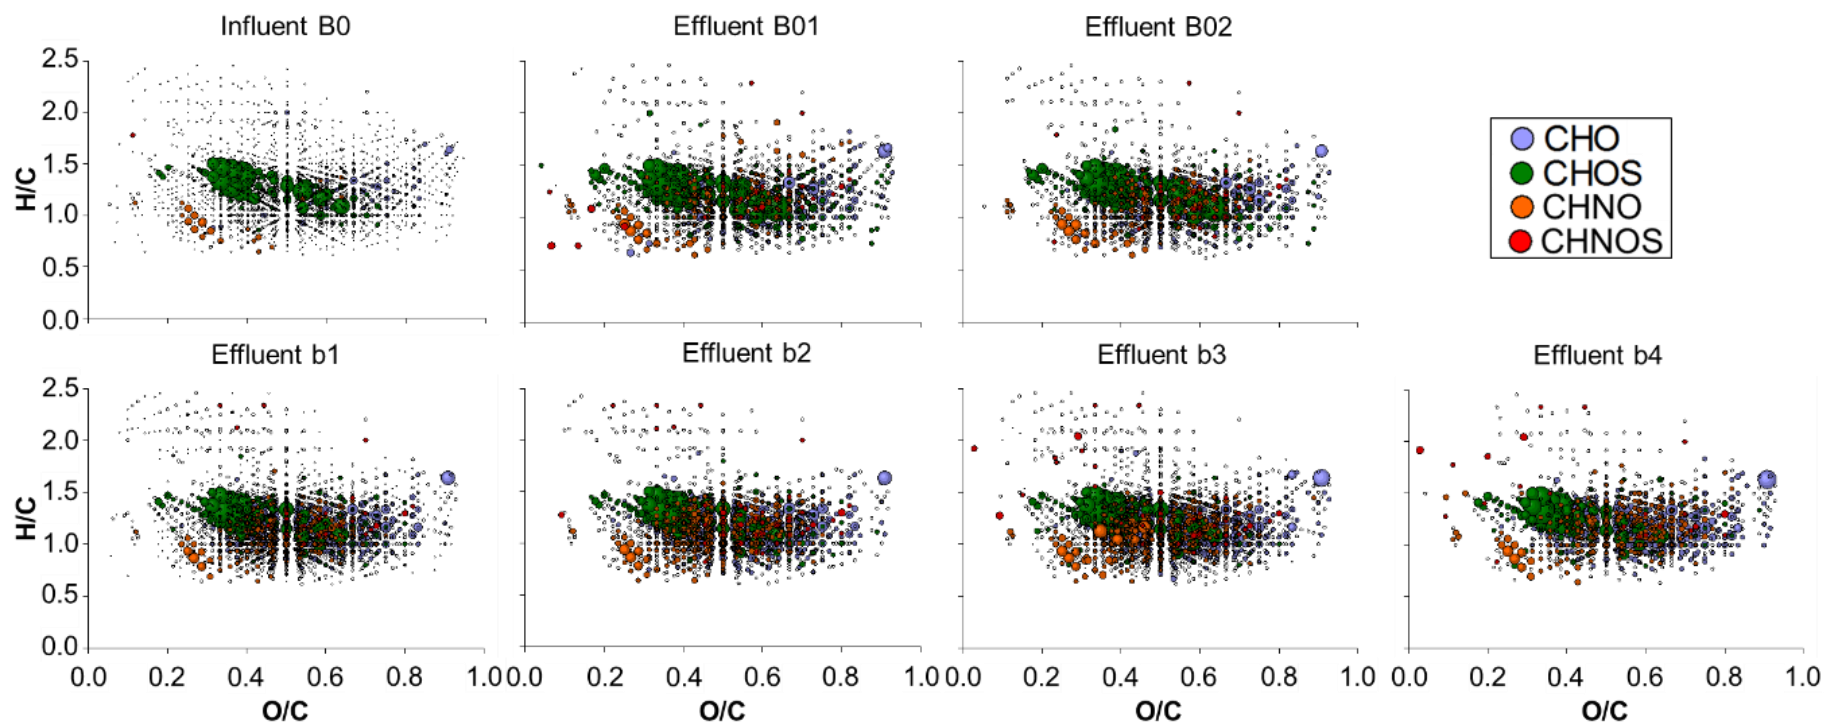 Influent B0
Effluent B01
Effluent B02
2.5
2.0
1.5
1.0
0.5
0.0
H/C
CHO
CHOS
CHNO
CHNOS
Effluent b1
Effluent b2
Effluent b3
Effluent b4
2.5
2.0
1.5
1.0
0.5
0.0
H/C
0.0 0.2 0.4 0.6 0.8 1.0 0.0 0.2 0.4 0.6 0.8 1.0 0.0 0.2 0.4 0.6 0.8 1.0 0.0 0.2 0.4 0.6 0.8 1.0
O/C O/C O/C O/C